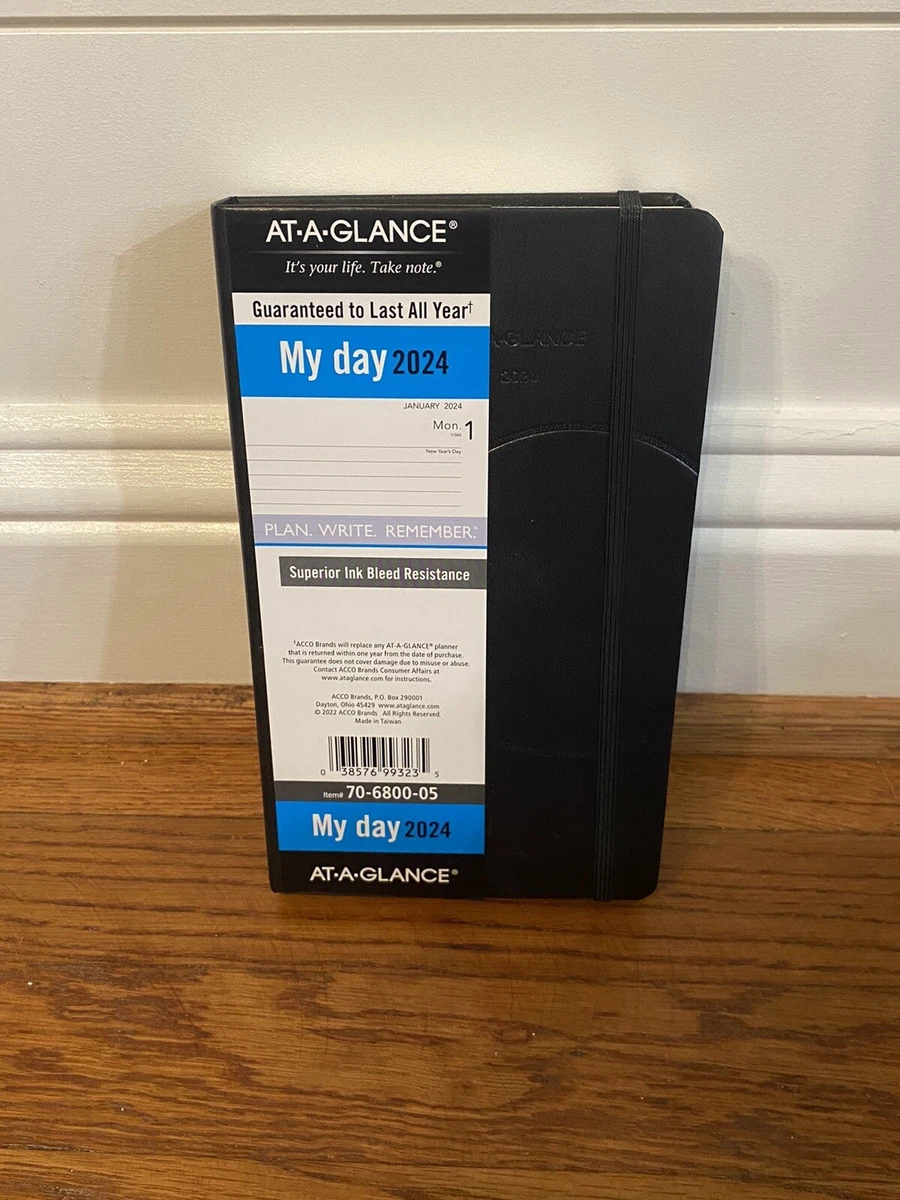 AT·A·GLANCE®
It's your life. Take note.®
Guaranteed to Last All Year†
My day 2024
JANUARY 2024
Mon. 1
1/365
New Year's Day
PLAN. WRITE. REMEMBER.®
Superior Ink Bleed Resistance
†ACCO Brands will replace any AT-A-GLANCE® planner
that is returned within one year from the date of purchase.
This guarantee does not cover damage due to misuse or abuse.
Contact ACCO Brands Consumer Affairs at
www.ataglance.com for instructions.
ACCO Brands, P.O. Box 290001
Dayton, Ohio 45429 www.ataglance.com
© 2022 ACCO Brands All Rights Reserved.
Made in Taiwan
0 38576 99323 5
Item# 70-6800-05
My day 2024
AT·A·GLANCE®
A-GLANCE
2024